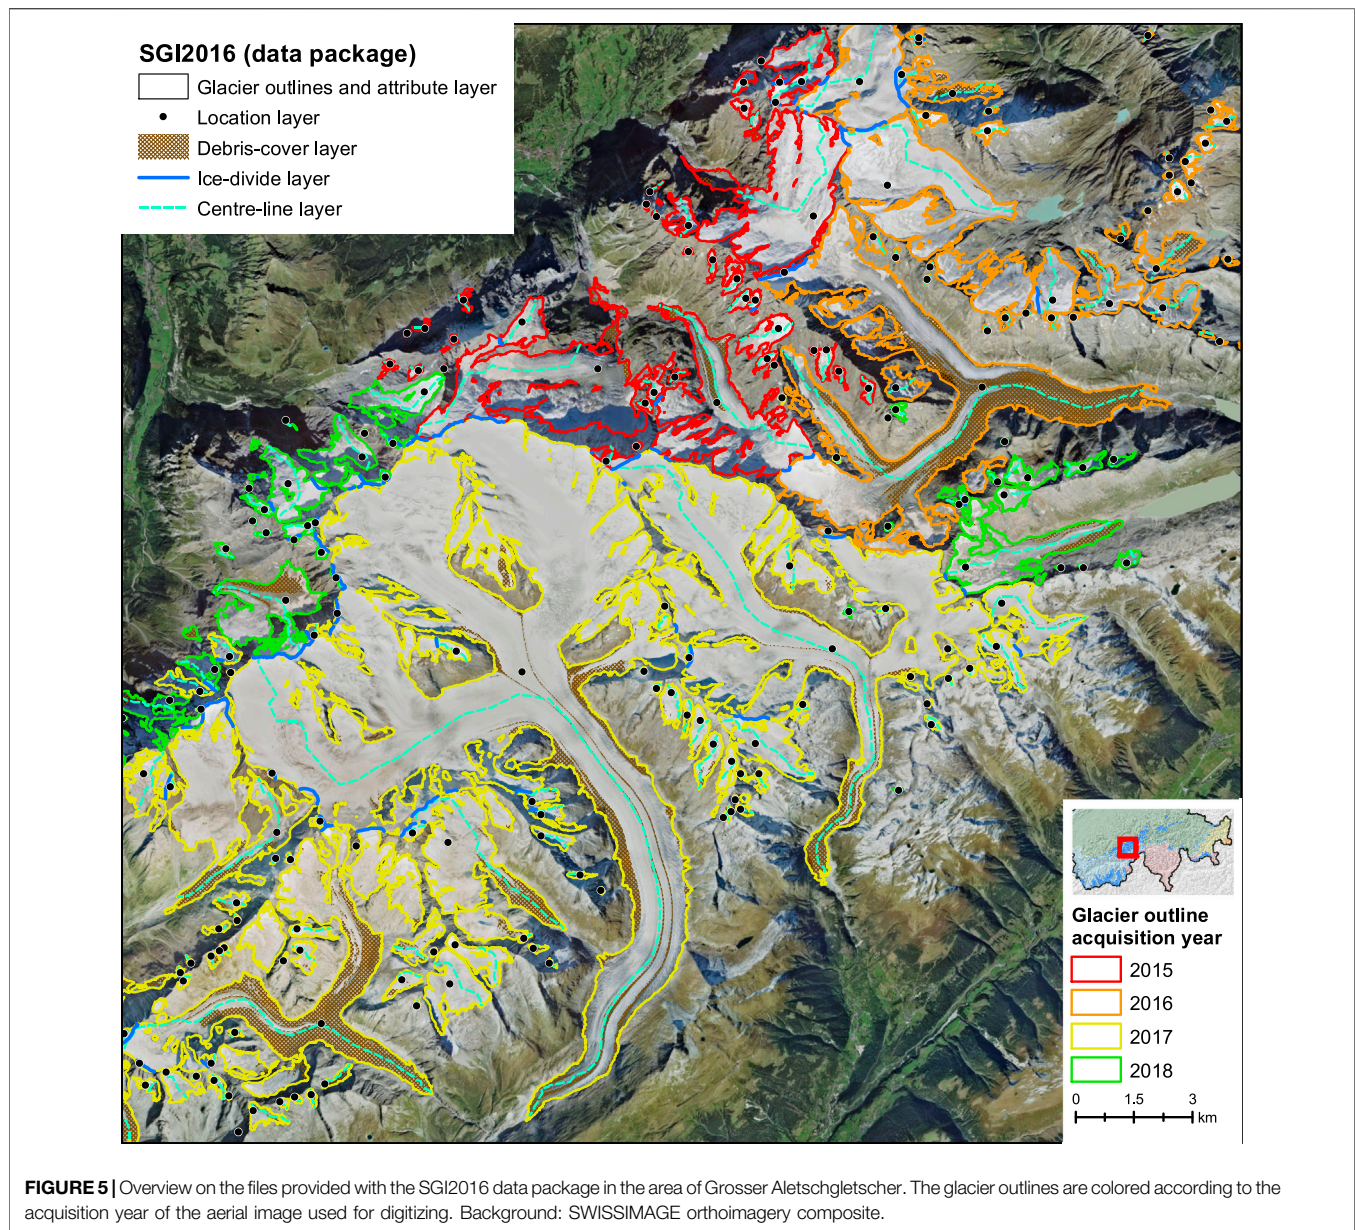 SGI2016 (data package)
Glacier outlines and attribute layer
Location layer
Debris-cover layer
Ice-divide layer
Centre-line layer
Glacier outline
acquisition year
2015
2016
2017
2018
0 1.5 3
km
FIGURE 5 | Overview on the files provided with the SGI2016 data package in the area of Grosser Aletschgletscher. The glacier outlines are colored according to the
acquisition year of the aerial image used for digitizing. Background: SWISSIMAGE orthoimagery composite.